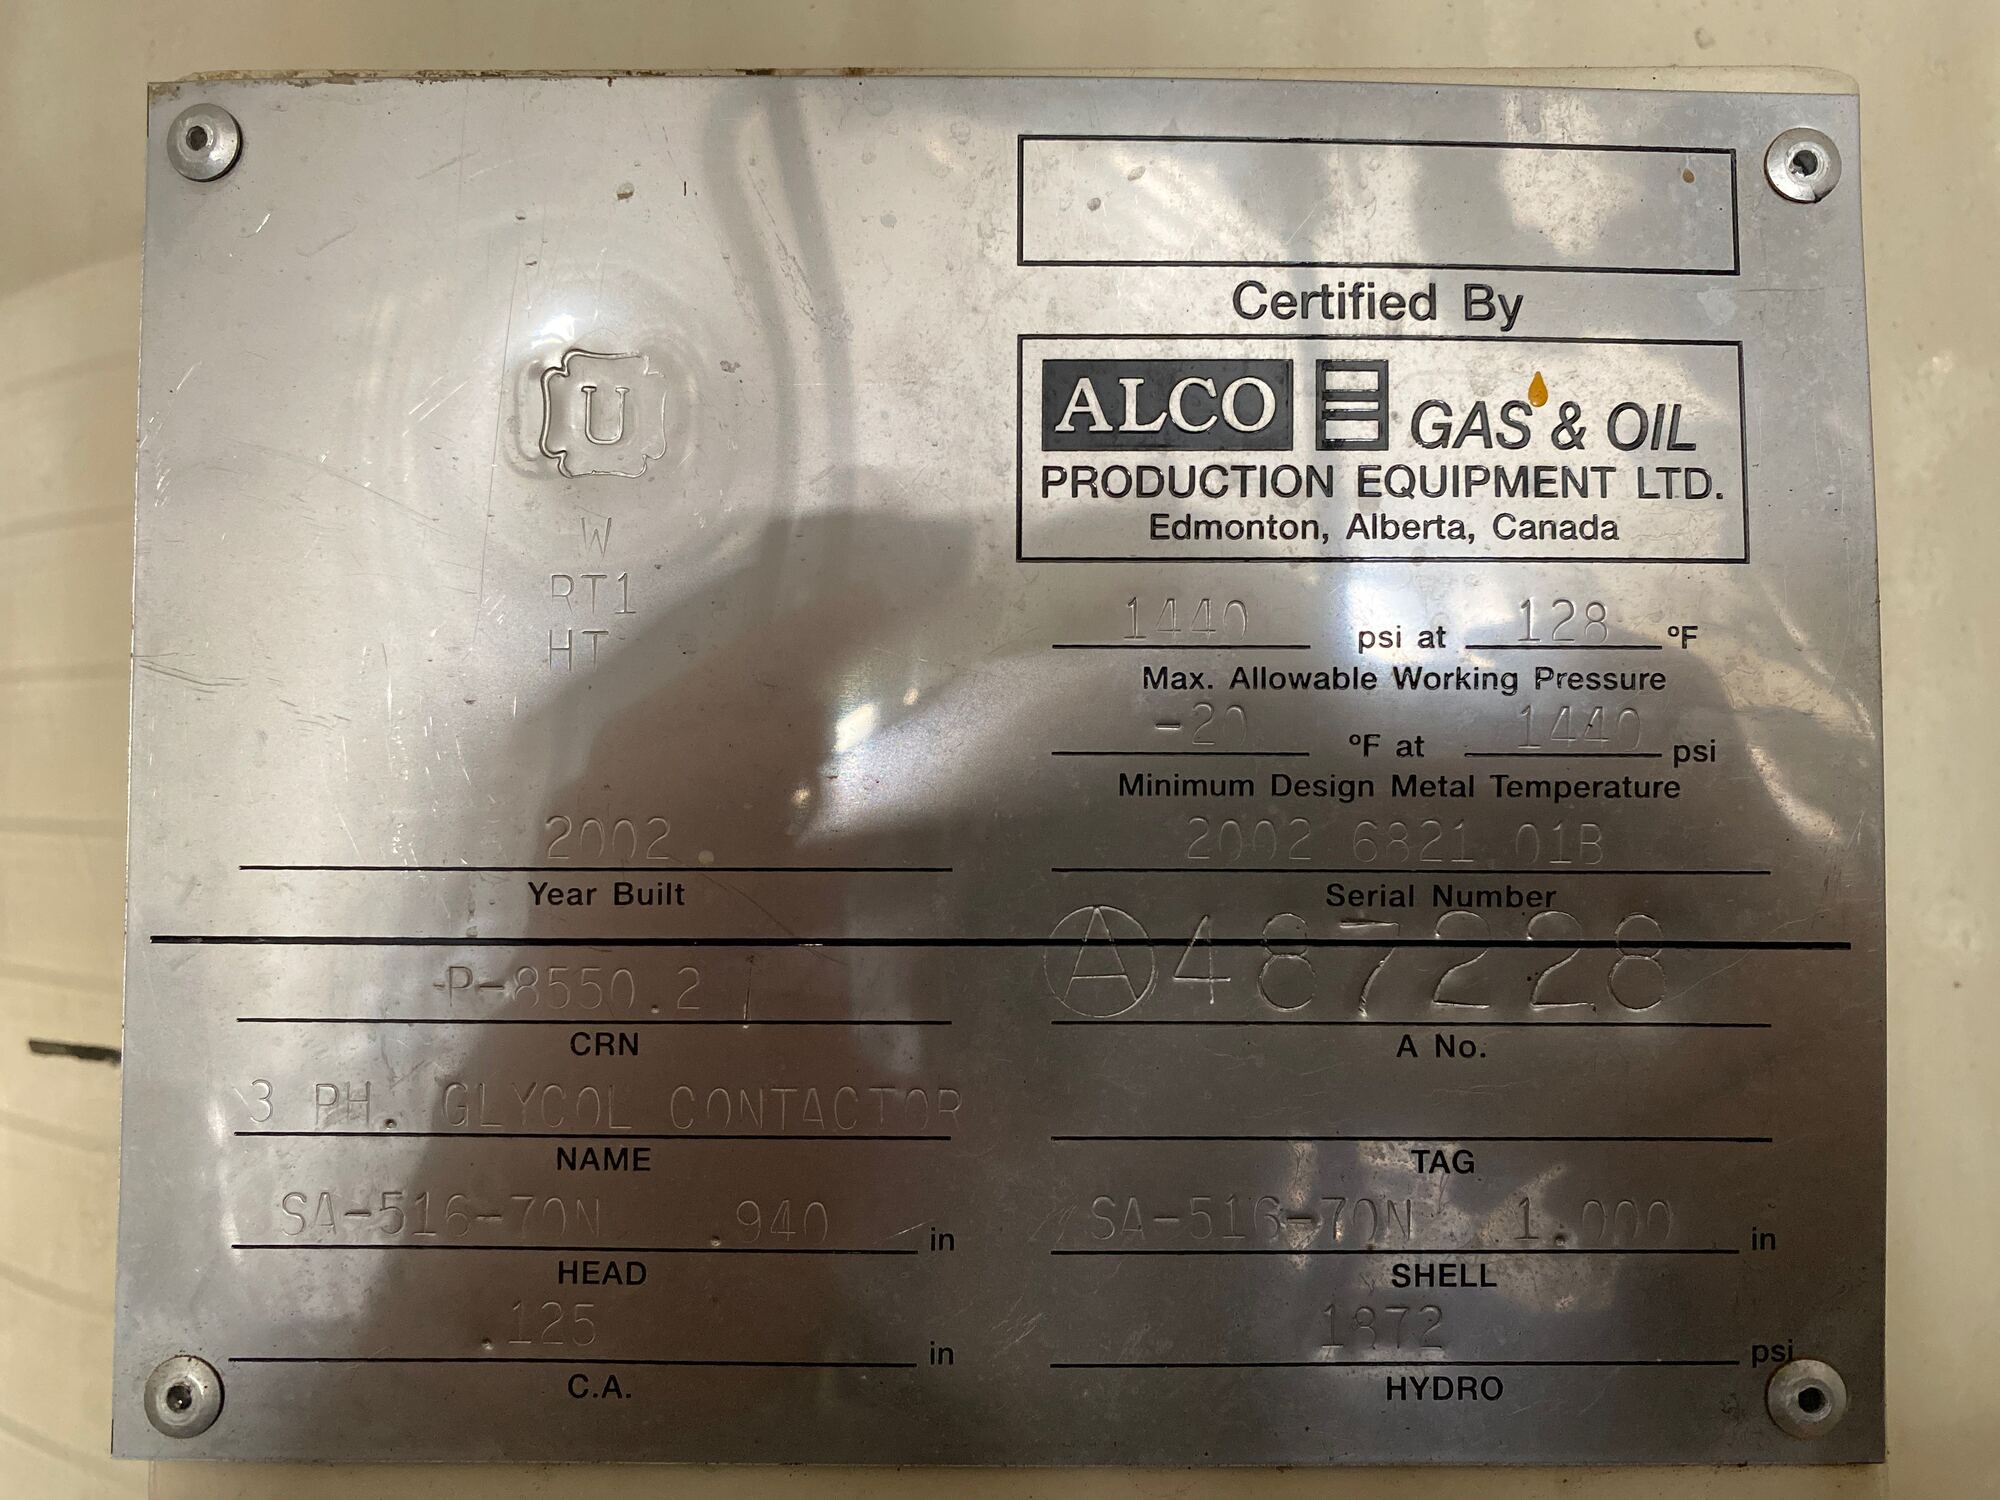 Certified By
ALCO GAS & OIL
PRODUCTION EQUIPMENT LTD.
Edmonton, Alberta, Canada
U
W
RT1
HT
1440 psi at 128 ºF
Max. Allowable Working Pressure
-20 ºF at 1440 psi
Minimum Design Metal Temperature
2002
Year Built
2002 6821 01B
Serial Number
P-8550.2
CRN
A 487228
A No.
3 PH. GLYCOL CONTACTOR
NAME
TAG
SA-516-70N .940 in
HEAD
SA-516-70N 1.000 in
SHELL
.125 in
C.A.
1872 psi
HYDRO